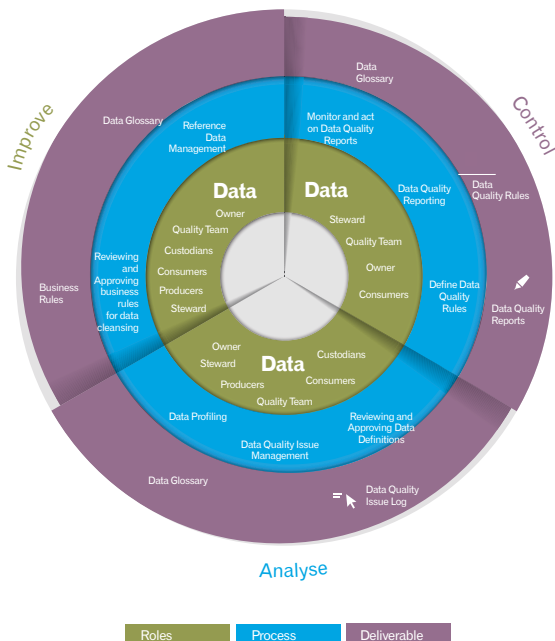 Improve
Control
Analyse
Data
Glossary
Monitor and act
on Data Quality
Reports
Data Quality
Reporting
Data
Quality Rules
Define Data
Quality
Rules
Data Quality
Reports
Data
Steward
Quality Team
Owner
Consumers
Data Glossary
Reference
Data
Management
Business
Rules
Reviewing
and
Approving
business
rules
for data
cleansing
Data
Owner
Quality Team
Custodians
Consumers
Producers
Steward
Owner
Steward
Data
Custodians
Producers
Consumers
Quality Team
Data Profiling
Data Quality Issue
Management
Reviewing and
Approving Data
Definitions
Data Glossary
Data Quality
Issue Log
Roles
Process
Deliverable